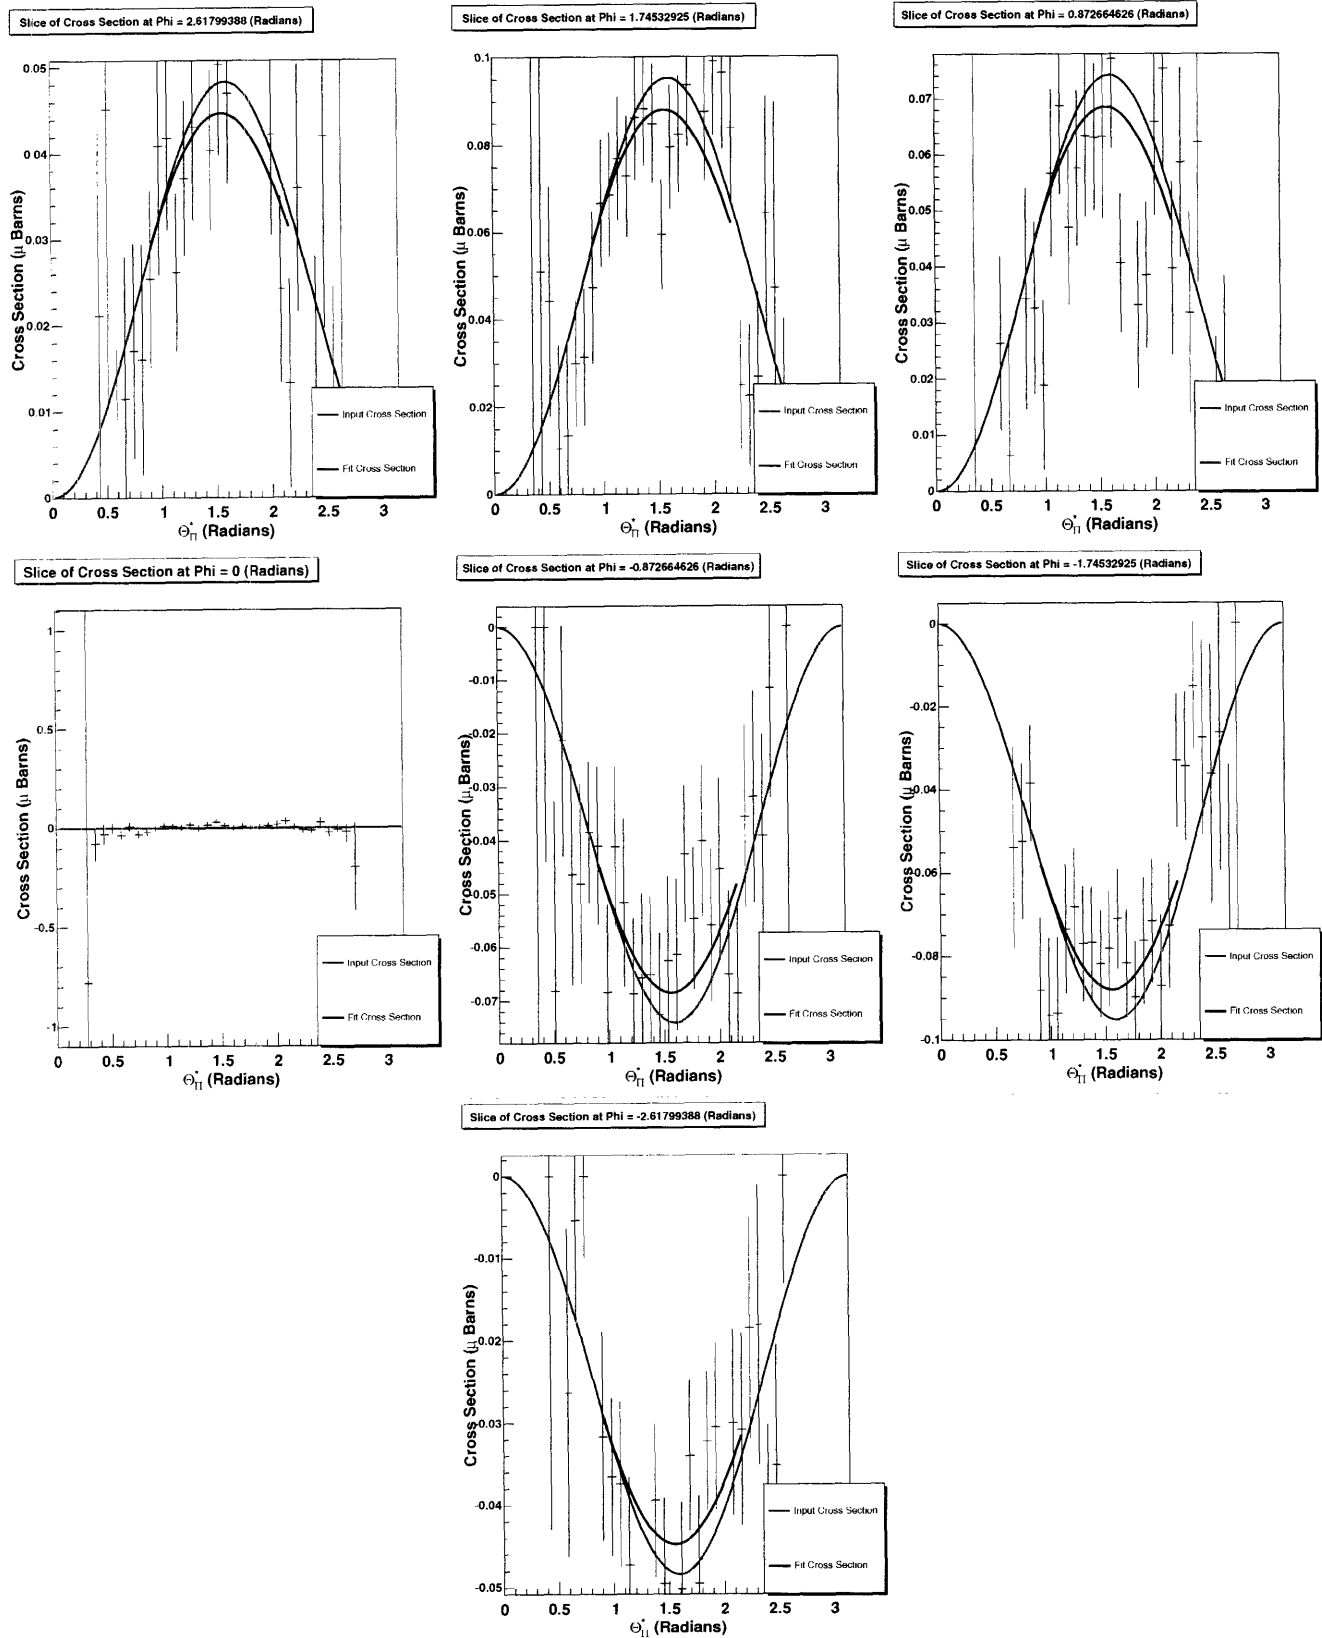 Slice of Cross Section at Phi = 2.61799388 (Radians)
Cross Section (μ Barns)
0.05
0.04
0.03
0.02
0.01
0
Input Cross Section
Fit Cross Section
0 0.5 1 1.5 2 2.5 3
Θ*Π (Radians)
Slice of Cross Section at Phi = 1.74532925 (Radians)
Cross Section (μ Barns)
0.1
0.08
0.06
0.04
0.02
0
Input Cross Section
Fit Cross Section
0 0.5 1 1.5 2 2.5 3
Θ*Π (Radians)
Slice of Cross Section at Phi = 0.872664626 (Radians)
Cross Section (μ Barns)
0.07
0.06
0.05
0.04
0.03
0.02
0.01
0
Input Cross Section
Fit Cross Section
0 0.5 1 1.5 2 2.5 3
Θ*Π (Radians)
Slice of Cross Section at Phi = 0 (Radians)
Cross Section (μ Barns)
1
0.5
0
-0.5
-1
Input Cross Section
Fit Cross Section
0 0.5 1 1.5 2 2.5 3
Θ*Π (Radians)
Slice of Cross Section at Phi = -0.872664626 (Radians)
Cross Section (μ Barns)
0
-0.01
-0.02
-0.03
-0.04
-0.05
-0.06
-0.07
Input Cross Section
Fit Cross Section
0 0.5 1 1.5 2 2.5 3
Θ*Π (Radians)
Slice of Cross Section at Phi = -1.74532925 (Radians)
Cross Section (μ Barns)
0
-0.02
-0.04
-0.06
-0.08
-0.1
Input Cross Section
Fit Cross Section
0 0.5 1 1.5 2 2.5 3
Θ*Π (Radians)
Slice of Cross Section at Phi = -2.61799388 (Radians)
Cross Section (μ Barns)
0
-0.01
-0.02
-0.03
-0.04
-0.05
Input Cross Section
Fit Cross Section
0 0.5 1 1.5 2 2.5 3
Θ*Π (Radians)